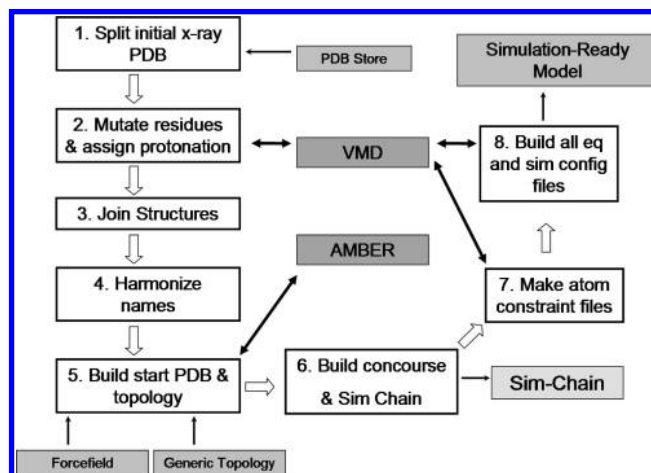 1. Split initial x-ray
PDB
PDB Store
Simulation-Ready
Model
2. Mutate residues
& assign protonation
VMD
8. Build all eq
and sim config
files
3. Join Structures
AMBER
4. Harmonize
names
7. Make atom
constraint files
5. Build start PDB &
topology
6. Build concourse
& Sim Chain
Sim-Chain
Forcefield
Generic Topology